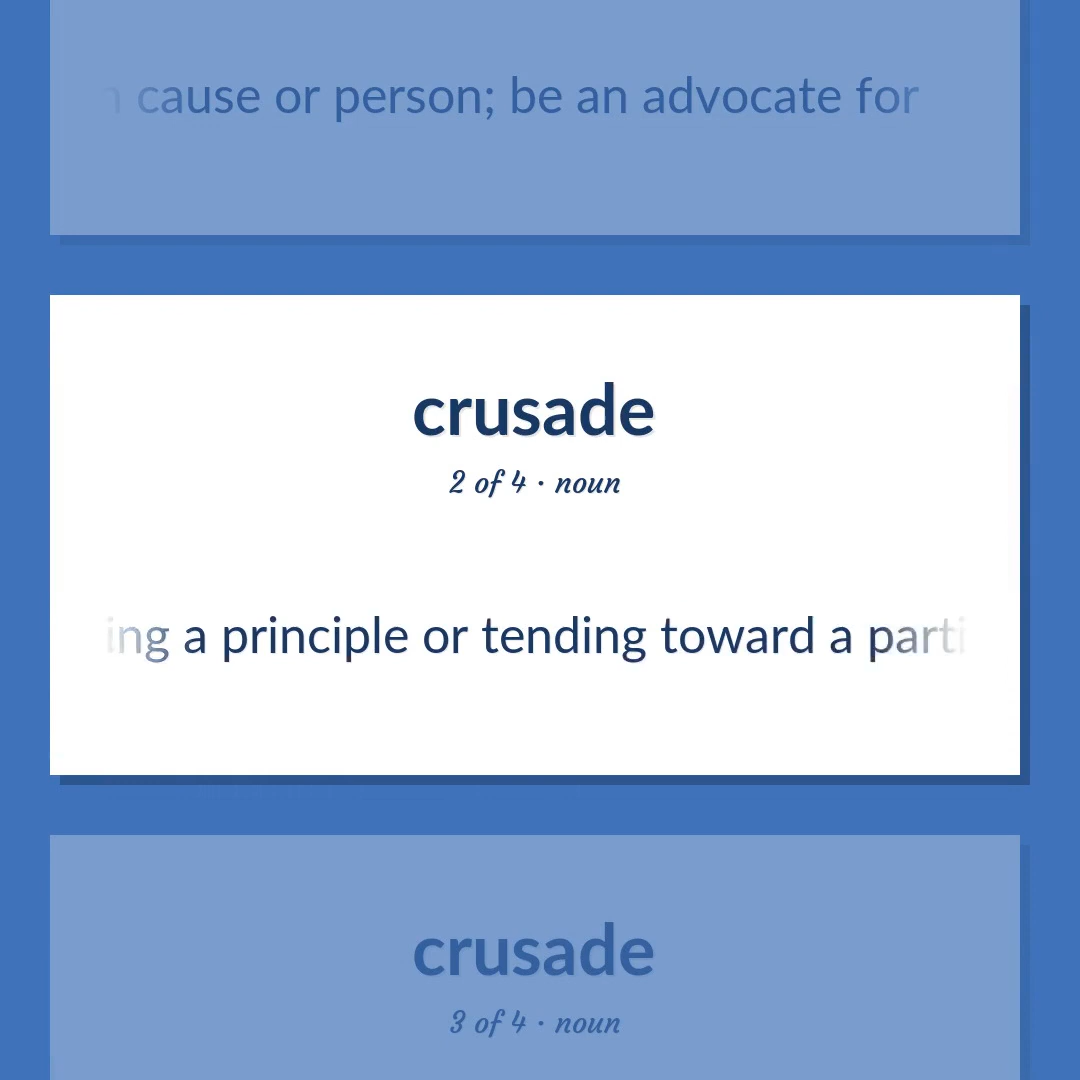 cause or person; be an advocate for
crusade
2 of 4 · noun
ing a principle or tending toward a parti
crusade
3 of 4 · noun